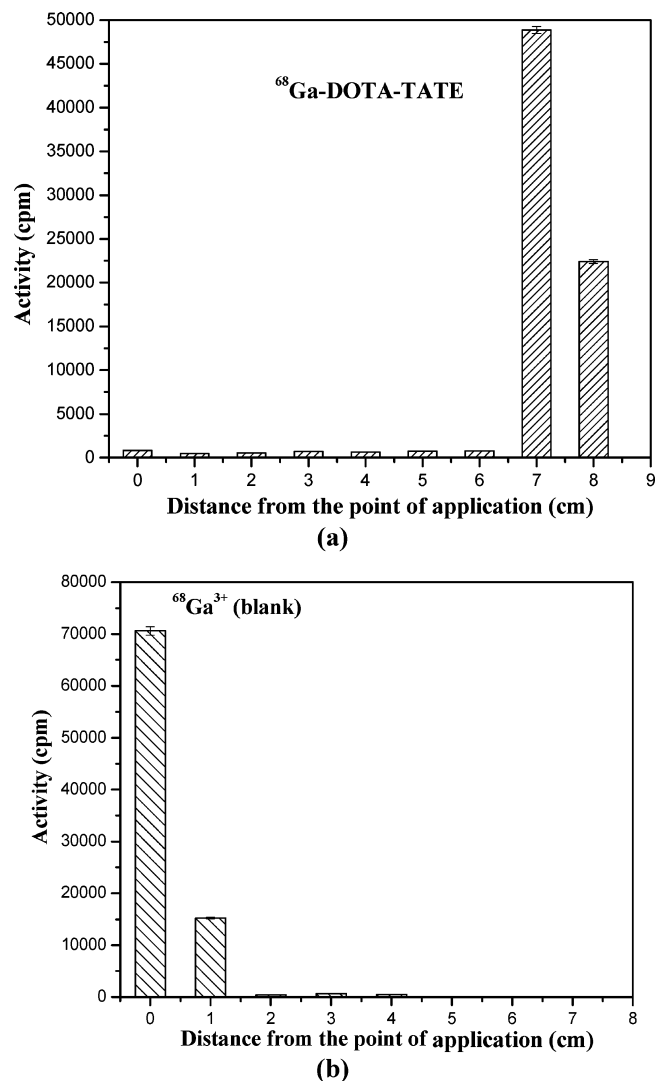 50000
45000
40000
35000
30000
25000
20000
15000
10000
5000
0
Activity (cpm)
⁶⁸Ga-DOTA-TATE
0 1 2 3 4 5 6 7 8 9
Distance from the point of application (cm)
(a)
80000
70000
60000
50000
40000
30000
20000
10000
0
Activity (cpm)
⁶⁸Ga³⁺ (blank)
0 1 2 3 4 5 6 7 8
Distance from the point of application (cm)
(b)